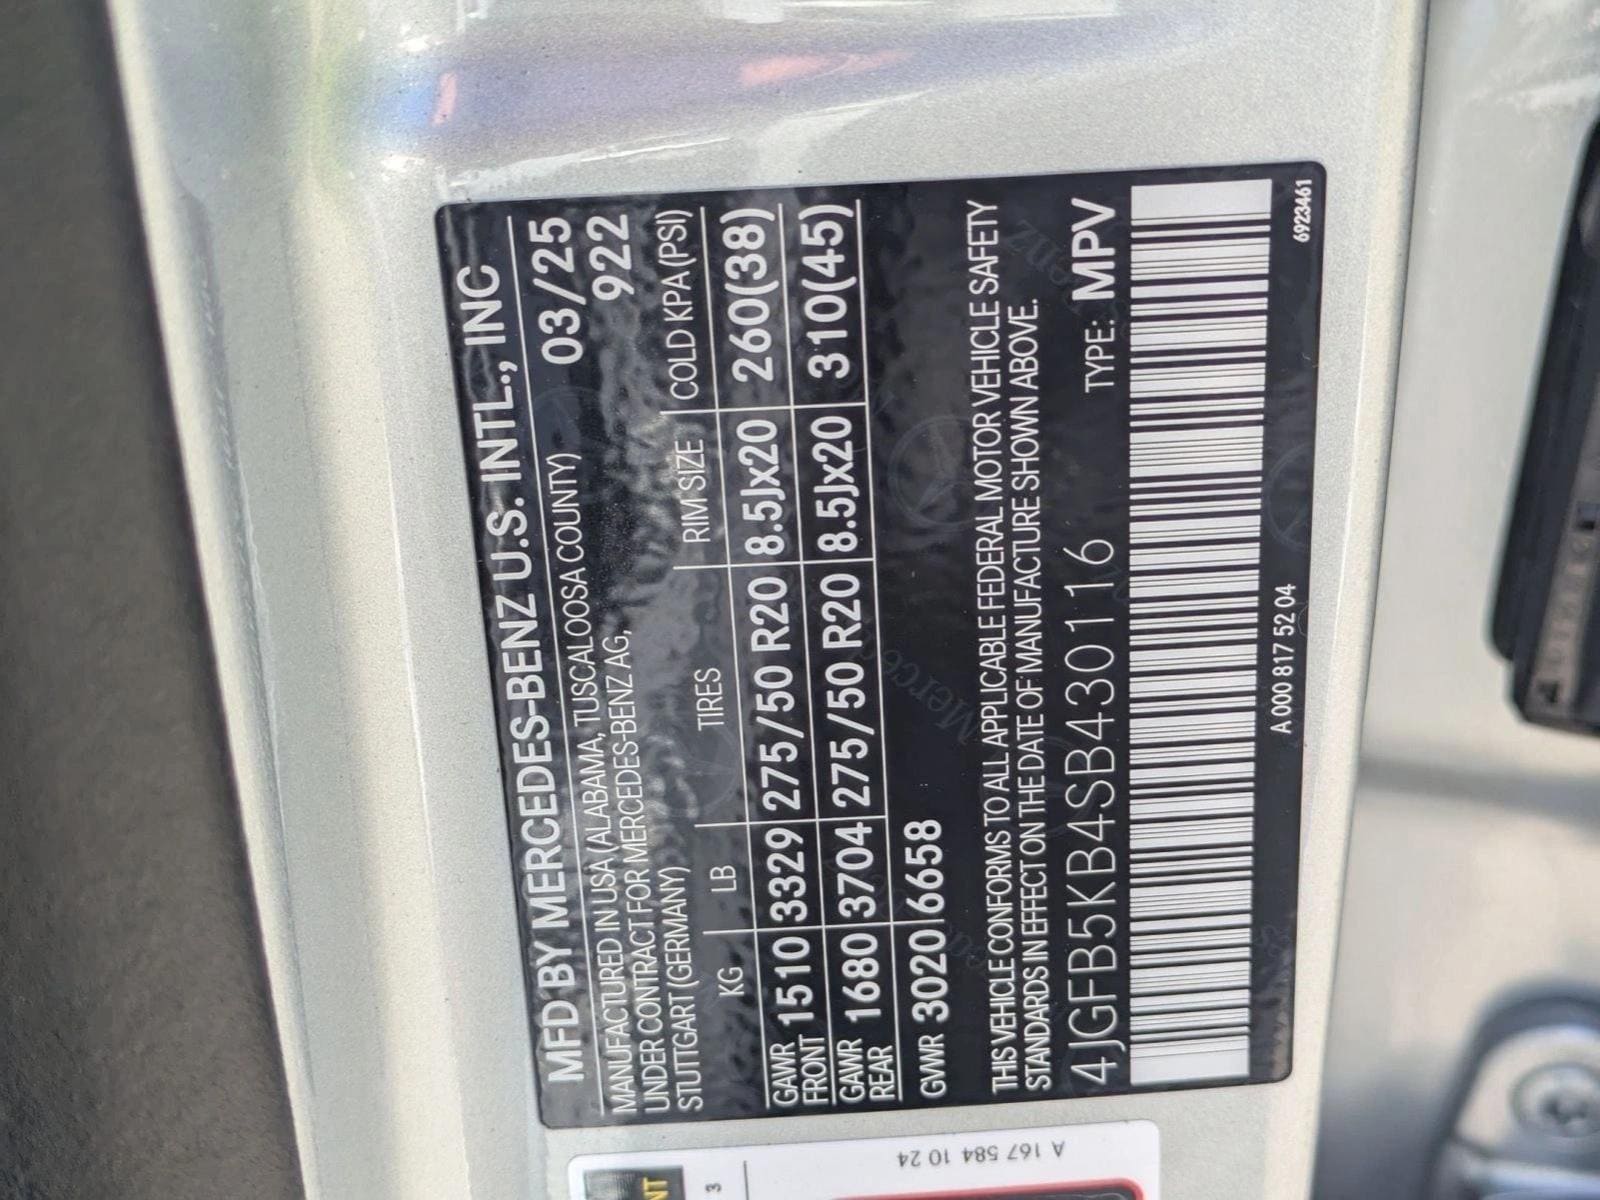 MFD BY MERCEDES-BENZ U.S. INTL., INC
MANUFACTURED IN USA (ALABAMA, TUSCALOOSA COUNTY) 03/25
UNDER CONTRACT FOR MERCEDES-BENZ AG, 922
STUTTGART (GERMANY)
KG LB TIRES RIM SIZE COLD KPA (PSI)
GAWR FRONT 1510 3329 275/50 R20 8.5Jx20 260(38)
GAWR REAR 1680 3704 275/50 R20 8.5Jx20 310(45)
GVWR 3020 6658
THIS VEHICLE CONFORMS TO ALL APPLICABLE FEDERAL MOTOR VEHICLE SAFETY
STANDARDS IN EFFECT ON THE DATE OF MANUFACTURE SHOWN ABOVE.
4JGFB5KB4SB430116 TYPE: MPV
A 000 817 52 04 6923461
A 167 584 10 24
NT
3